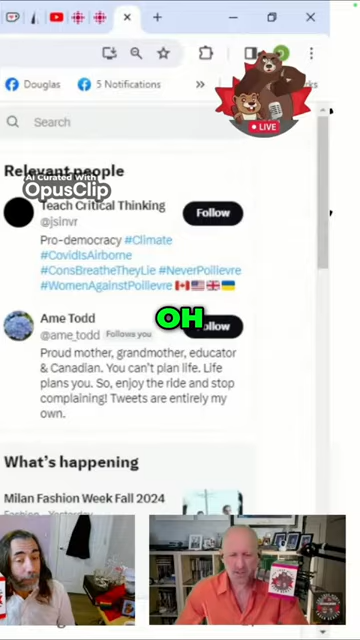 Douglas
5 Notifications
»
LIVE
Search
Relevant people
AI Curated With
OpusClip
Teach Critical Thinking
@jsinvr
Follow
Pro-democracy #Climate
#CovidIsAirborne
#ConsBreatheTheyLie #NeverPoilievre
#WomenAgainstPoilievre
OH
Ame Todd
@ame_todd Follows you
Proud mother, grandmother, educator
& Canadian. You can't plan life. Life
plans you. So, enjoy the ride and stop
complaining! Tweets are entirely my
own.
What's happening
Milan Fashion Week Fall 2024